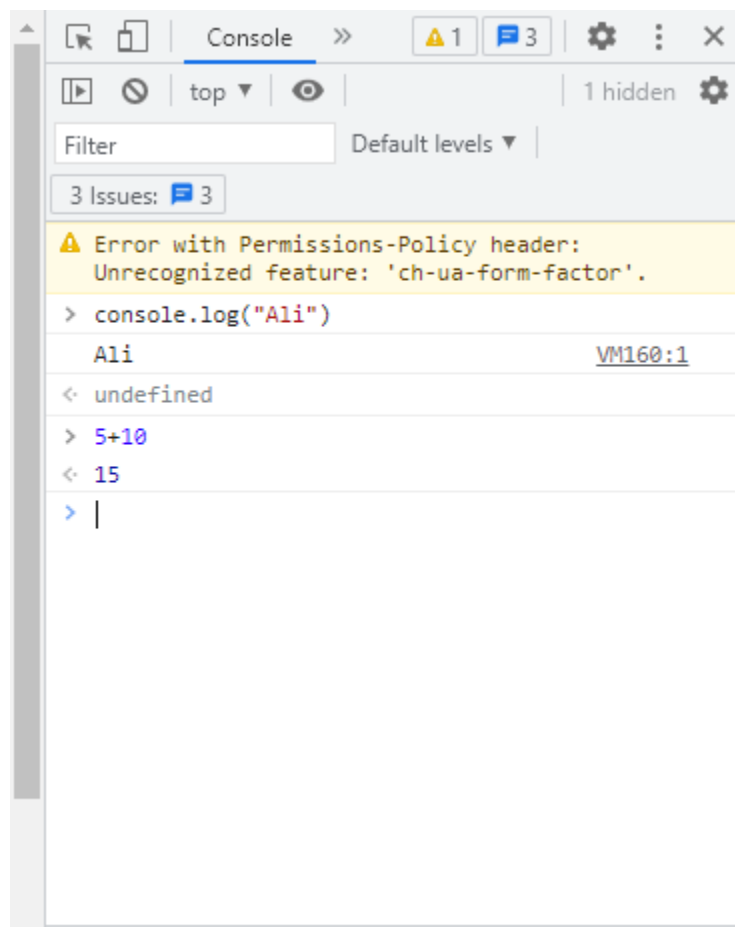 Console
1
3
top
1 hidden
Filter
Default levels
3 Issues: 3
Error with Permissions-Policy header:
Unrecognized feature: 'ch-ua-form-factor'.
> console.log("Ali")
Ali VM160:1
undefined
> 5+10
15
>